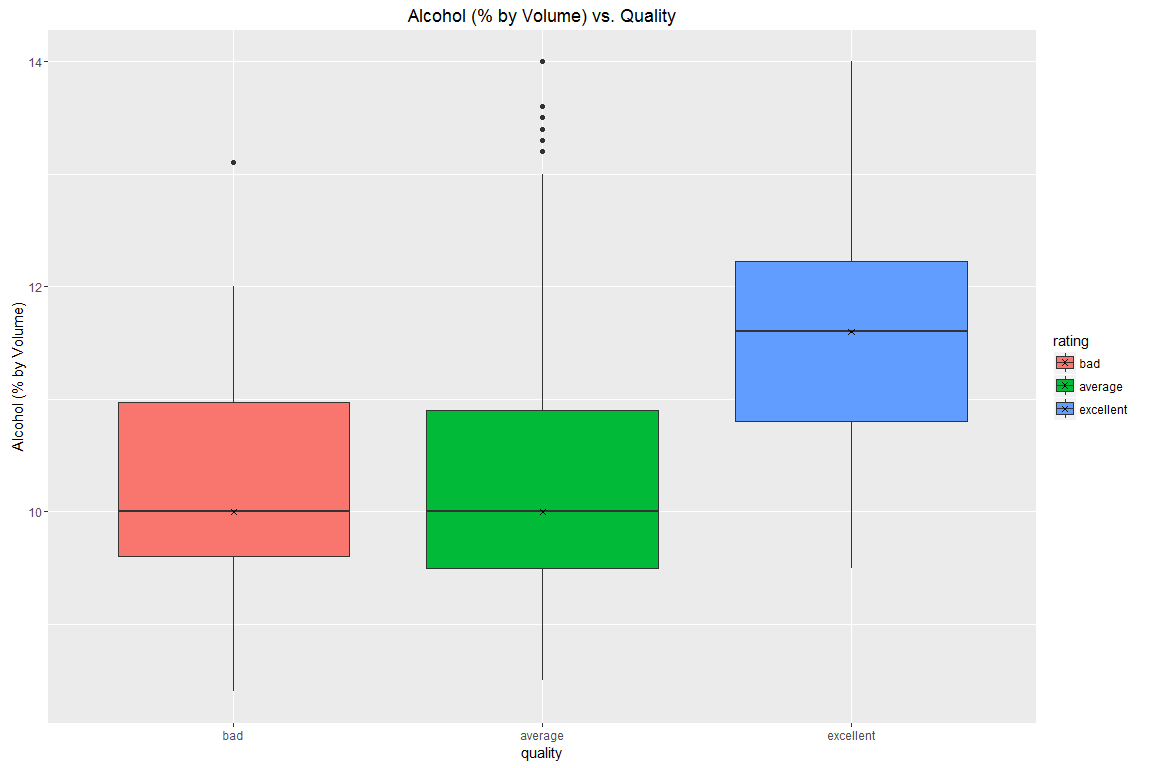 Alcohol (% by Volume) vs. Quality
14
12
10
Alcohol (% by Volume)
bad
average
excellent
quality
rating
bad
average
excellent